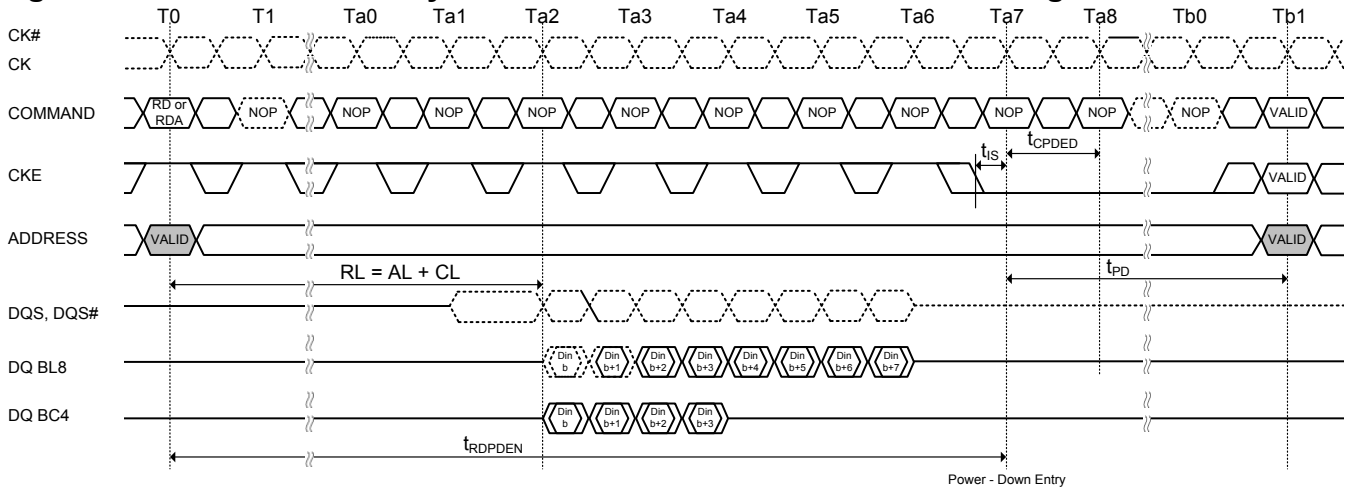 T0 T1 Ta0 Ta1 Ta2 Ta3 Ta4 Ta5 Ta6 Ta7 Ta8 Tb0 Tb1
CK#
CK
COMMAND RD or RDA NOP NOP NOP NOP NOP NOP NOP NOP NOP NOP NOP VALID
tIS tCPDED
CKE VALID
ADDRESS VALID VALID
RL = AL + CL tPD
DQS, DQS#
DQ BL8 Din b Din b+1 Din b+2 Din b+3 Din b+4 Din b+5 Din b+6 Din b+7
DQ BC4 Din b Din b+1 Din b+2 Din b+3
tRDPDEN
Power - Down Entry